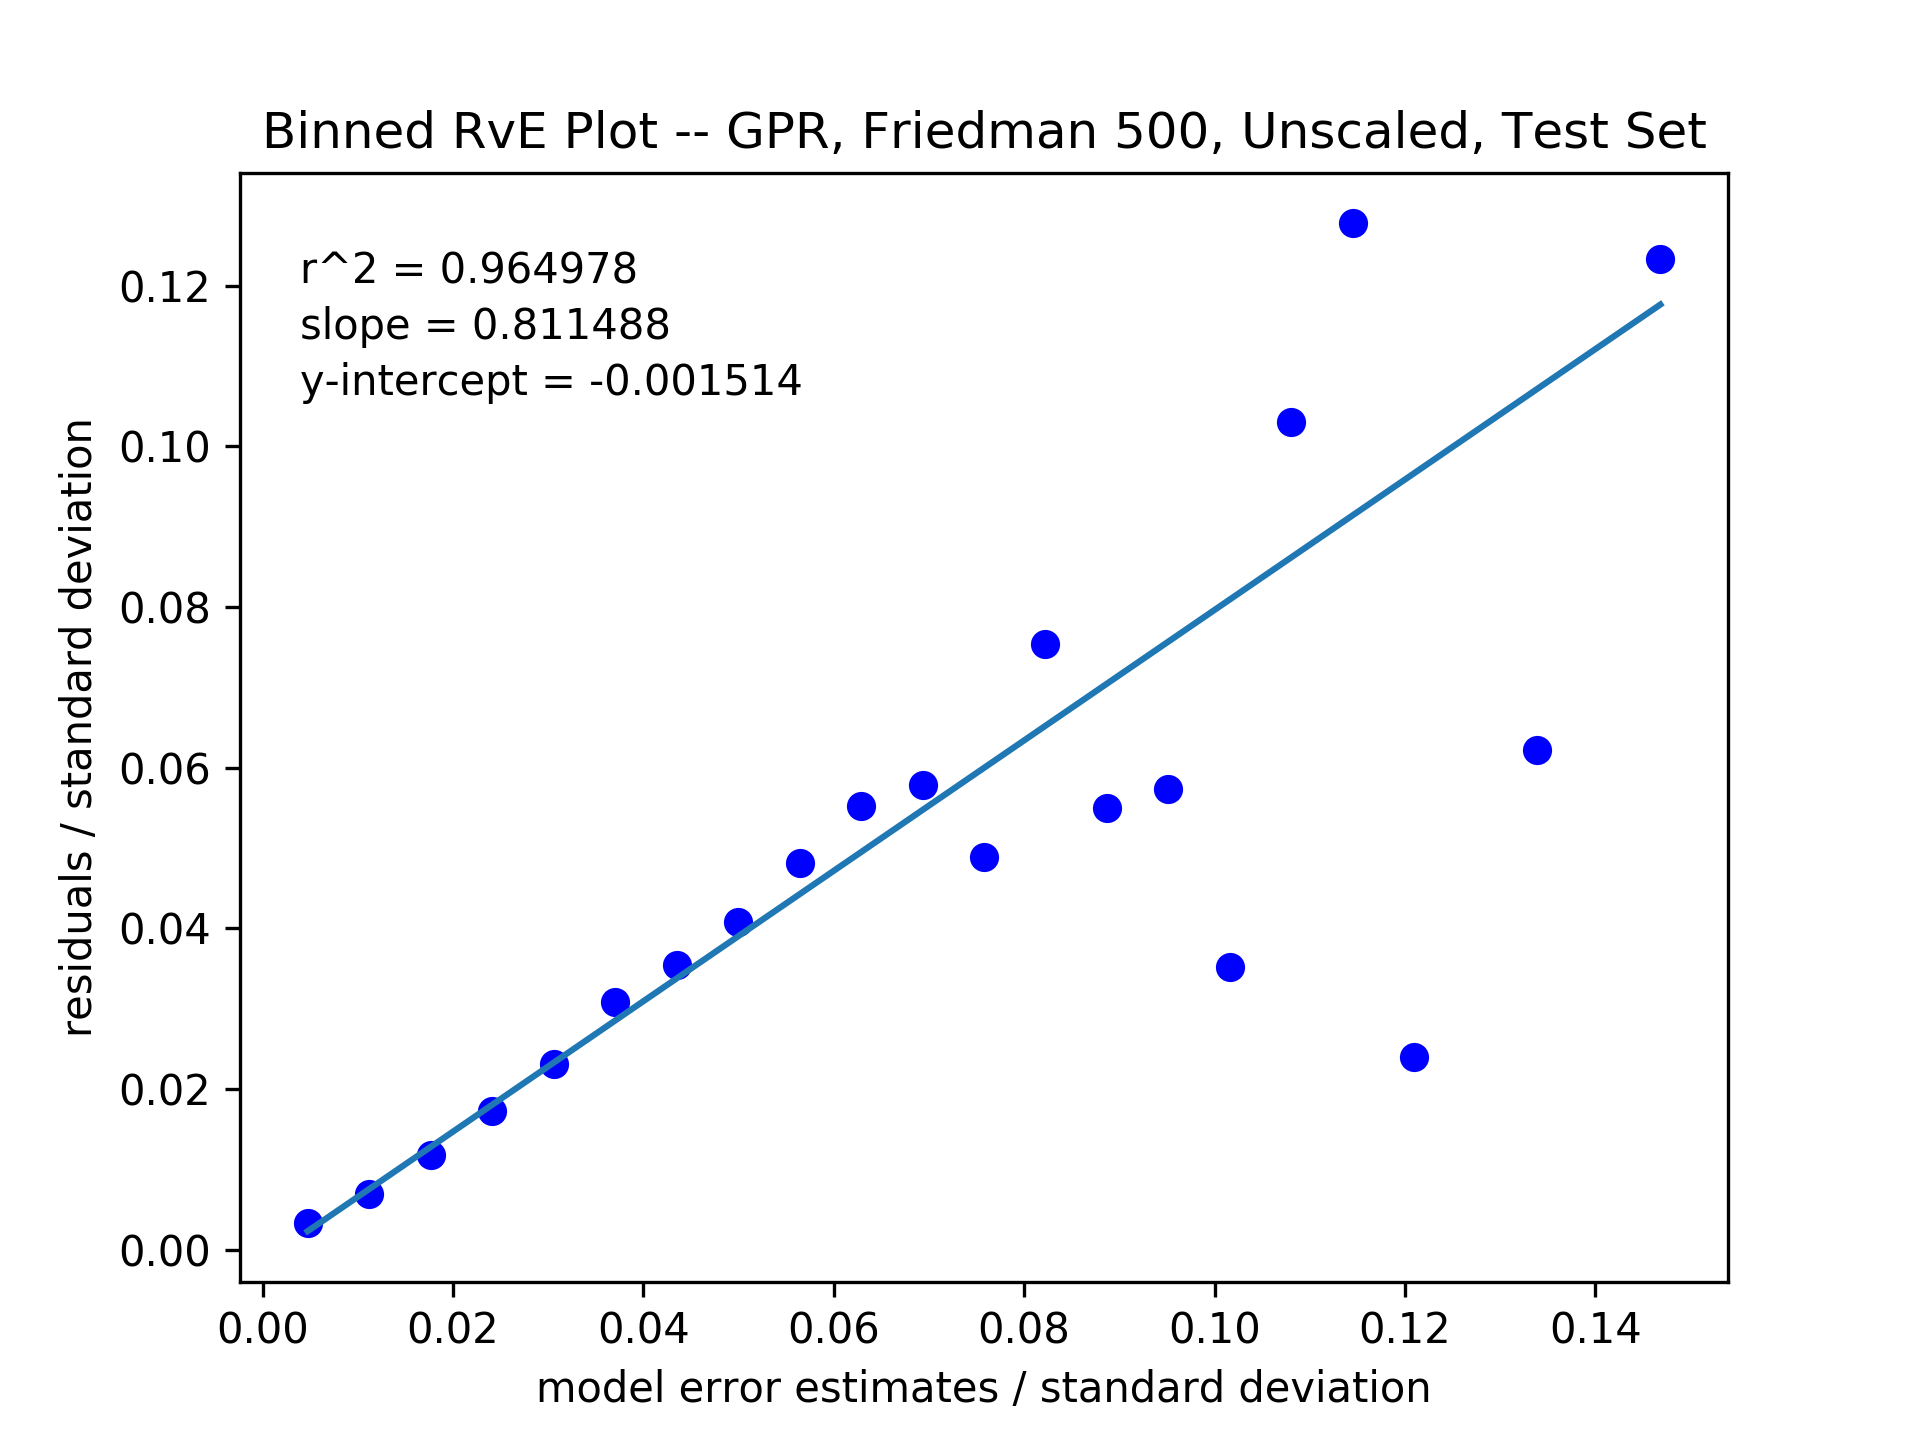 Binned RvE Plot -- GPR, Friedman 500, Unscaled, Test Set
r^2 = 0.964978
slope = 0.811488
y-intercept = -0.001514
residuals / standard deviation
0.12
0.10
0.08
0.06
0.04
0.02
0.00
0.00 0.02 0.04 0.06 0.08 0.10 0.12 0.14
model error estimates / standard deviation